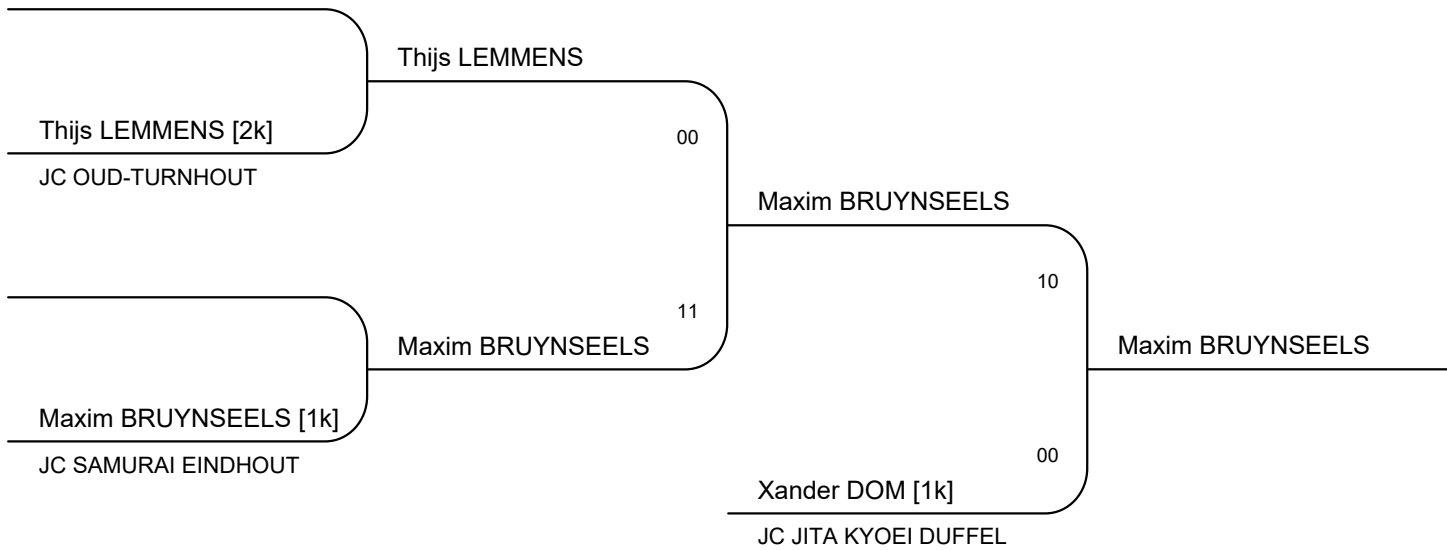 Thijs LEMMENS
Thijs LEMMENS [2k]
00
JC OUD-TURNHOUT
Maxim BRUYNSEELS
10
11
Maxim BRUYNSEELS
Maxim BRUYNSEELS
Maxim BRUYNSEELS [1k]
JC SAMURAI EINDHOUT
00
Xander DOM [1k]
JC JITA KYOEI DUFFEL